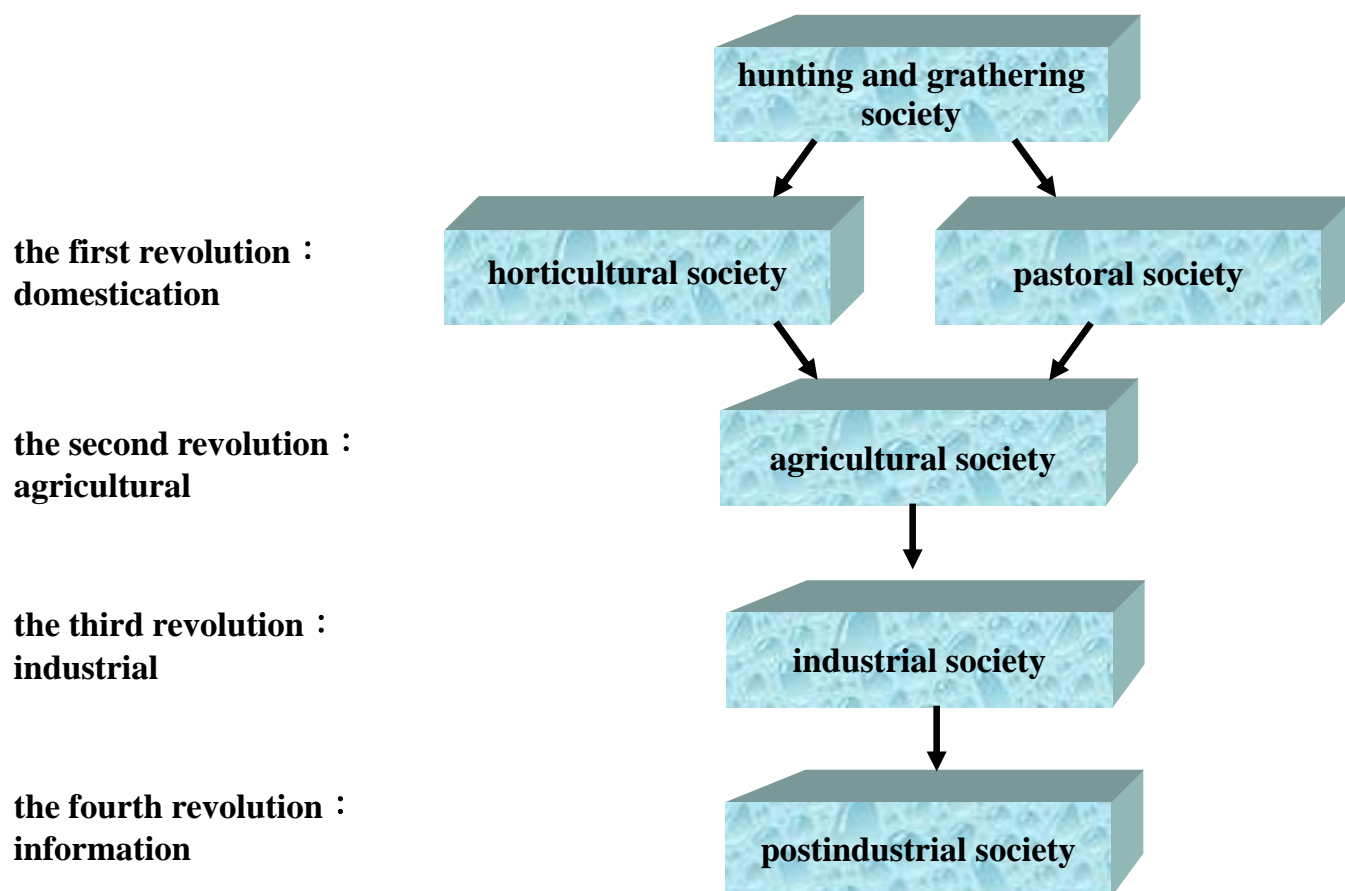 hunting and grathering
society
the first revolution：
domestication
horticultural society
pastoral society
the second revolution：
agricultural
agricultural society
the third revolution：
industrial
industrial society
the fourth revolution：
information
postindustrial society